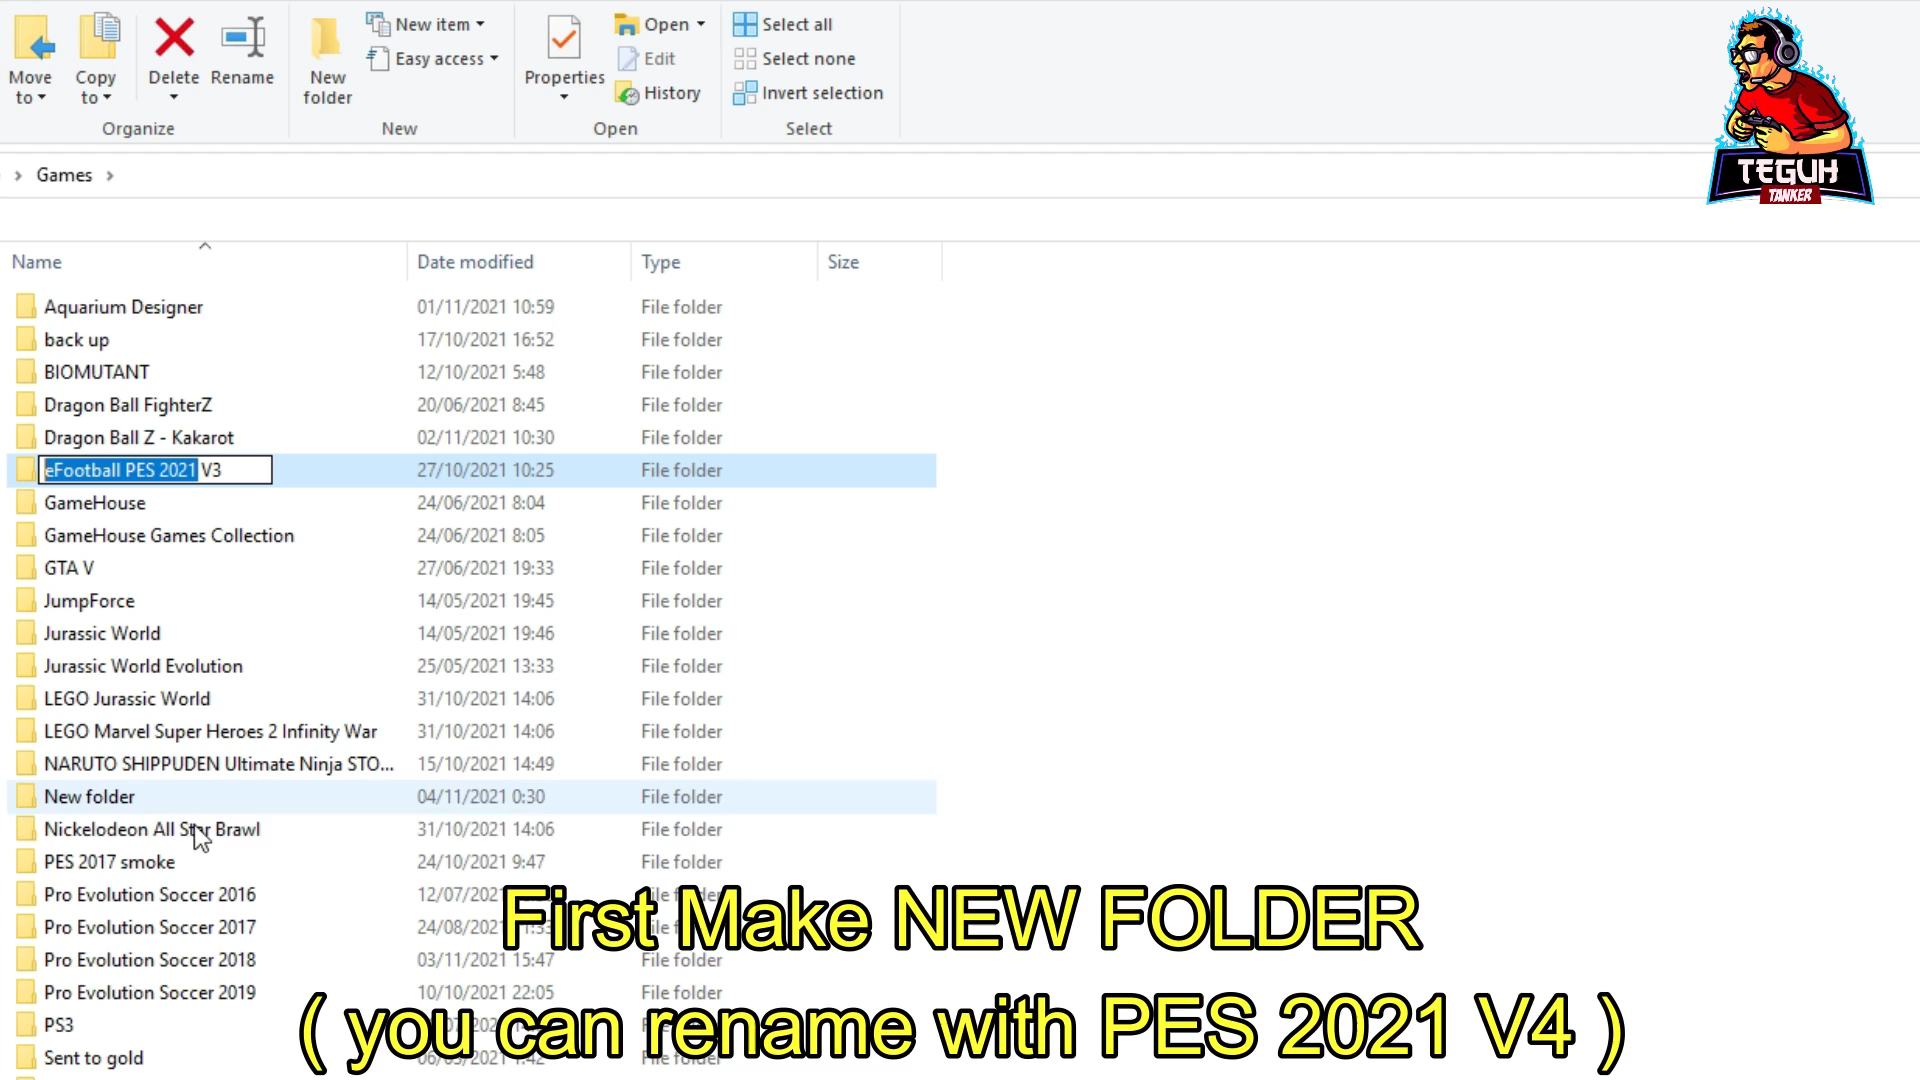 Move to
Copy to
Delete
Rename
Organize
New folder
New item
Easy access
New
Properties
Open
Edit
History
Open
Select all
Select none
Invert selection
Select
TEGUH
TANKER
Games
Name Date modified Type Size
Aquarium Designer 01/11/2021 10:59 File folder
back up 17/10/2021 16:52 File folder
BIOMUTANT 12/10/2021 5:48 File folder
Dragon Ball FighterZ 20/06/2021 8:45 File folder
Dragon Ball Z - Kakarot 02/11/2021 10:30 File folder
eFootball PES 2021 V3 27/10/2021 10:25 File folder
GameHouse 24/06/2021 8:04 File folder
GameHouse Games Collection 24/06/2021 8:05 File folder
GTA V 27/06/2021 19:33 File folder
JumpForce 14/05/2021 19:45 File folder
Jurassic World 14/05/2021 19:46 File folder
Jurassic World Evolution 25/05/2021 13:33 File folder
LEGO Jurassic World 31/10/2021 14:06 File folder
LEGO Marvel Super Heroes 2 Infinity War 31/10/2021 14:06 File folder
NARUTO SHIPPUDEN Ultimate Ninja STO... 15/10/2021 14:49 File folder
New folder 04/11/2021 0:30 File folder
Nickelodeon All Star Brawl 31/10/2021 14:06 File folder
PES 2017 smoke 24/10/2021 9:47 File folder
Pro Evolution Soccer 2016
Pro Evolution Soccer 2017
First Make NEW FOLDER
Pro Evolution Soccer 2018 03/11/2021 15:47 File folder
Pro Evolution Soccer 2019 10/10/2021 22:05 File folder
PS3
( you can rename with PES 2021 V4 )
Sent to gold